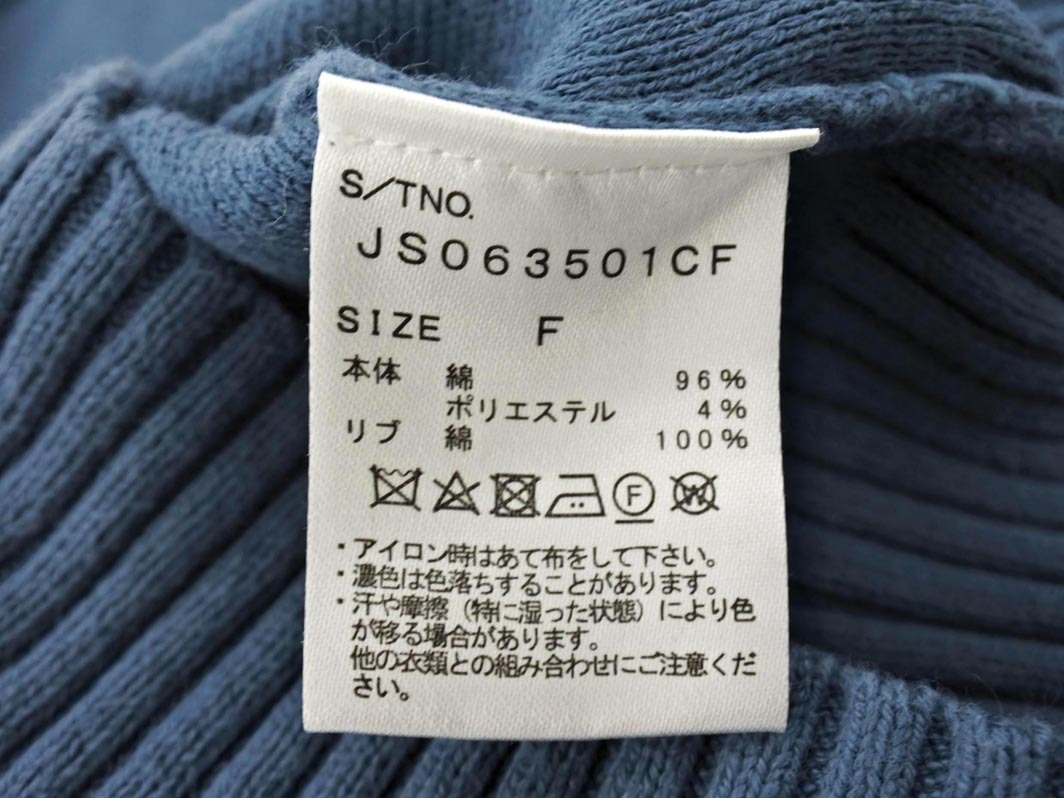 S/TNO.
JS063501CF
SIZE F
本体 綿 96%
ポリエステル 4%
リブ 綿 100%
F W
・アイロン時はあて布をして下さい。
・濃色は色落ちすることがあります。
・汗や摩擦（特に湿った状態）により色
が移る場合があります。
他の衣類との組み合わせにご注意くだ
さい。